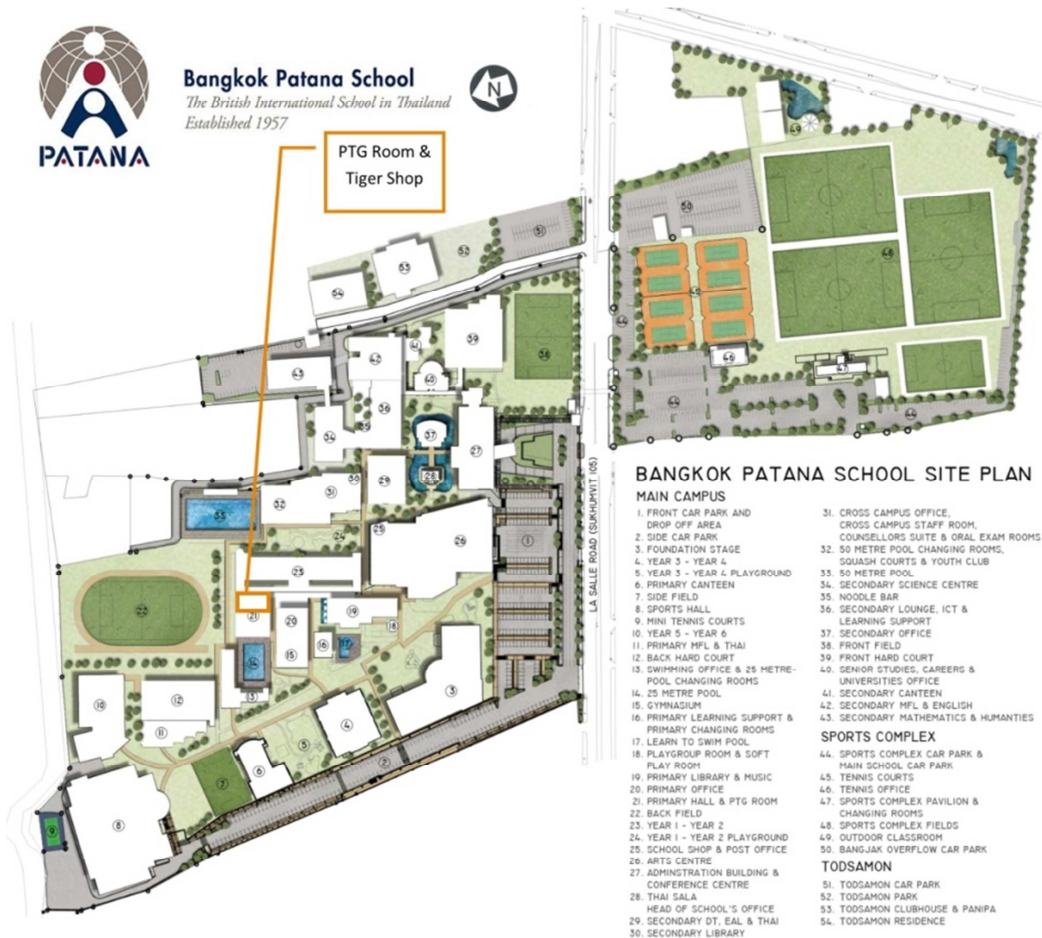 PATANA
Bangkok Patana School
The British International School in Thailand
Established 1957
N
PTG Room &
Tiger Shop
LA SALLE ROAD (SUKHUMVIT 105)
BANGKOK PATANA SCHOOL SITE PLAN
MAIN CAMPUS
1. FRONT CAR PARK AND
DROP OFF AREA
2. SIDE CAR PARK
3. FOUNDATION STAGE
4. YEAR 3 - YEAR 4
5. YEAR 3 - YEAR 4 PLAYGROUND
6. PRIMARY CANTEEN
7. SIDE FIELD
8. SPORTS HALL
9. MINI TENNIS COURTS
10. YEAR 5 - YEAR 6
11. PRIMARY MFL & THAI
12. BACK HARD COURT
13. SWIMMING OFFICE & 25 METRE-
POOL CHANGING ROOMS
14. 25 METRE POOL
15. GYMNASIUM
16. PRIMARY LEARNING SUPPORT &
PRIMARY CHANGING ROOMS
17. LEARN TO SWIM POOL
18. PLAYGROUP ROOM & SOFT
PLAY ROOM
19. PRIMARY LIBRARY & MUSIC
20. PRIMARY OFFICE
21. PRIMARY HALL & PTG ROOM
22. BACK FIELD
23. YEAR 1 - YEAR 2
24. YEAR 1 - YEAR 2 PLAYGROUND
25. SCHOOL SHOP & POST OFFICE
26. ARTS CENTRE
27. ADMINSTRATION BUILDING &
CONFERENCE CENTRE
28. THAI SALA
HEAD OF SCHOOL'S OFFICE
29. SECONDARY DT, EAL & THAI
30. SECONDARY LIBRARY
31. CROSS CAMPUS OFFICE,
CROSS CAMPUS STAFF ROOM,
COUNSELLORS SUITE & ORAL EXAM ROOMS
32. 50 METRE POOL CHANGING ROOMS,
SQUASH COURTS & YOUTH CLUB
33. 50 METRE POOL
34. SECONDARY SCIENCE CENTRE
35. NOODLE BAR
36. SECONDARY LOUNGE, ICT &
LEARNING SUPPORT
37. SECONDARY OFFICE
38. FRONT FIELD
39. FRONT HARD COURT
40. SENIOR STUDIES, CAREERS &
UNIVERSITIES OFFICE
41. SECONDARY CANTEEN
42. SECONDARY MFL & ENGLISH
43. SECONDARY MATHEMATICS & HUMANTIES
SPORTS COMPLEX
44. SPORTS COMPLEX CAR PARK &
MAIN SCHOOL CAR PARK
45. TENNIS COURTS
46. TENNIS OFFICE
47. SPORTS COMPLEX PAVILION &
CHANGING ROOMS
48. SPORTS COMPLEX FIELDS
49. OUTDOOR CLASSROOM
50. BANGJAK OVERFLOW CAR PARK
TODSAMON
51. TODSAMON CAR PARK
52. TODSAMON PARK
53. TODSAMON CLUBHOUSE & PANIPA
54. TODSAMON RESIDENCE